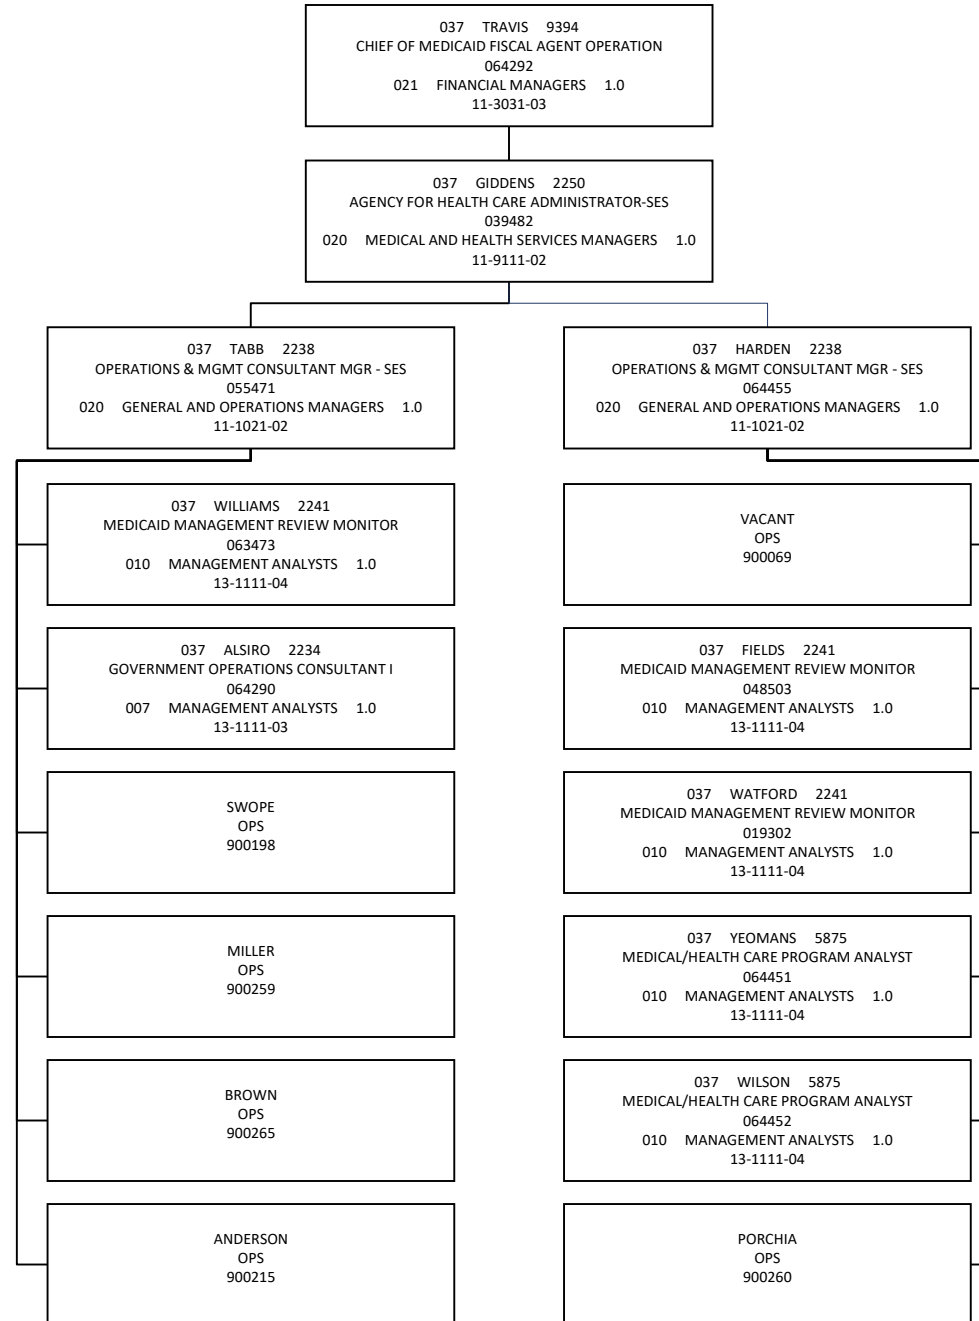 037 TRAVIS 9394
CHIEF OF MEDICAID FISCAL AGENT OPERATION
064292
021 FINANCIAL MANAGERS 1.0
11-3031-03
037 GIDDENS 2250
AGENCY FOR HEALTH CARE ADMINISTRATOR-SES
039482
020 MEDICAL AND HEALTH SERVICES MANAGERS 1.0
11-9111-02
037 TABB 2238
OPERATIONS & MGMT CONSULTANT MGR - SES
055471
020 GENERAL AND OPERATIONS MANAGERS 1.0
11-1021-02
037 WILLIAMS 2241
MEDICAID MANAGEMENT REVIEW MONITOR
063473
010 MANAGEMENT ANALYSTS 1.0
13-1111-04
037 ALSIRO 2234
GOVERNMENT OPERATIONS CONSULTANT I
064290
007 MANAGEMENT ANALYSTS 1.0
13-1111-03
SWOPE
OPS
900198
MILLER
OPS
900259
BROWN
OPS
900265
ANDERSON
OPS
900215
037 HARDEN 2238
OPERATIONS & MGMT CONSULTANT MGR - SES
064455
020 GENERAL AND OPERATIONS MANAGERS 1.0
11-1021-02
VACANT
OPS
900069
037 FIELDS 2241
MEDICAID MANAGEMENT REVIEW MONITOR
048503
010 MANAGEMENT ANALYSTS 1.0
13-1111-04
037 WATFORD 2241
MEDICAID MANAGEMENT REVIEW MONITOR
019302
010 MANAGEMENT ANALYSTS 1.0
13-1111-04
037 YEOMANS 5875
MEDICAL/HEALTH CARE PROGRAM ANALYST
064451
010 MANAGEMENT ANALYSTS 1.0
13-1111-04
037 WILSON 5875
MEDICAL/HEALTH CARE PROGRAM ANALYST
064452
010 MANAGEMENT ANALYSTS 1.0
13-1111-04
PORCHIA
OPS
900260